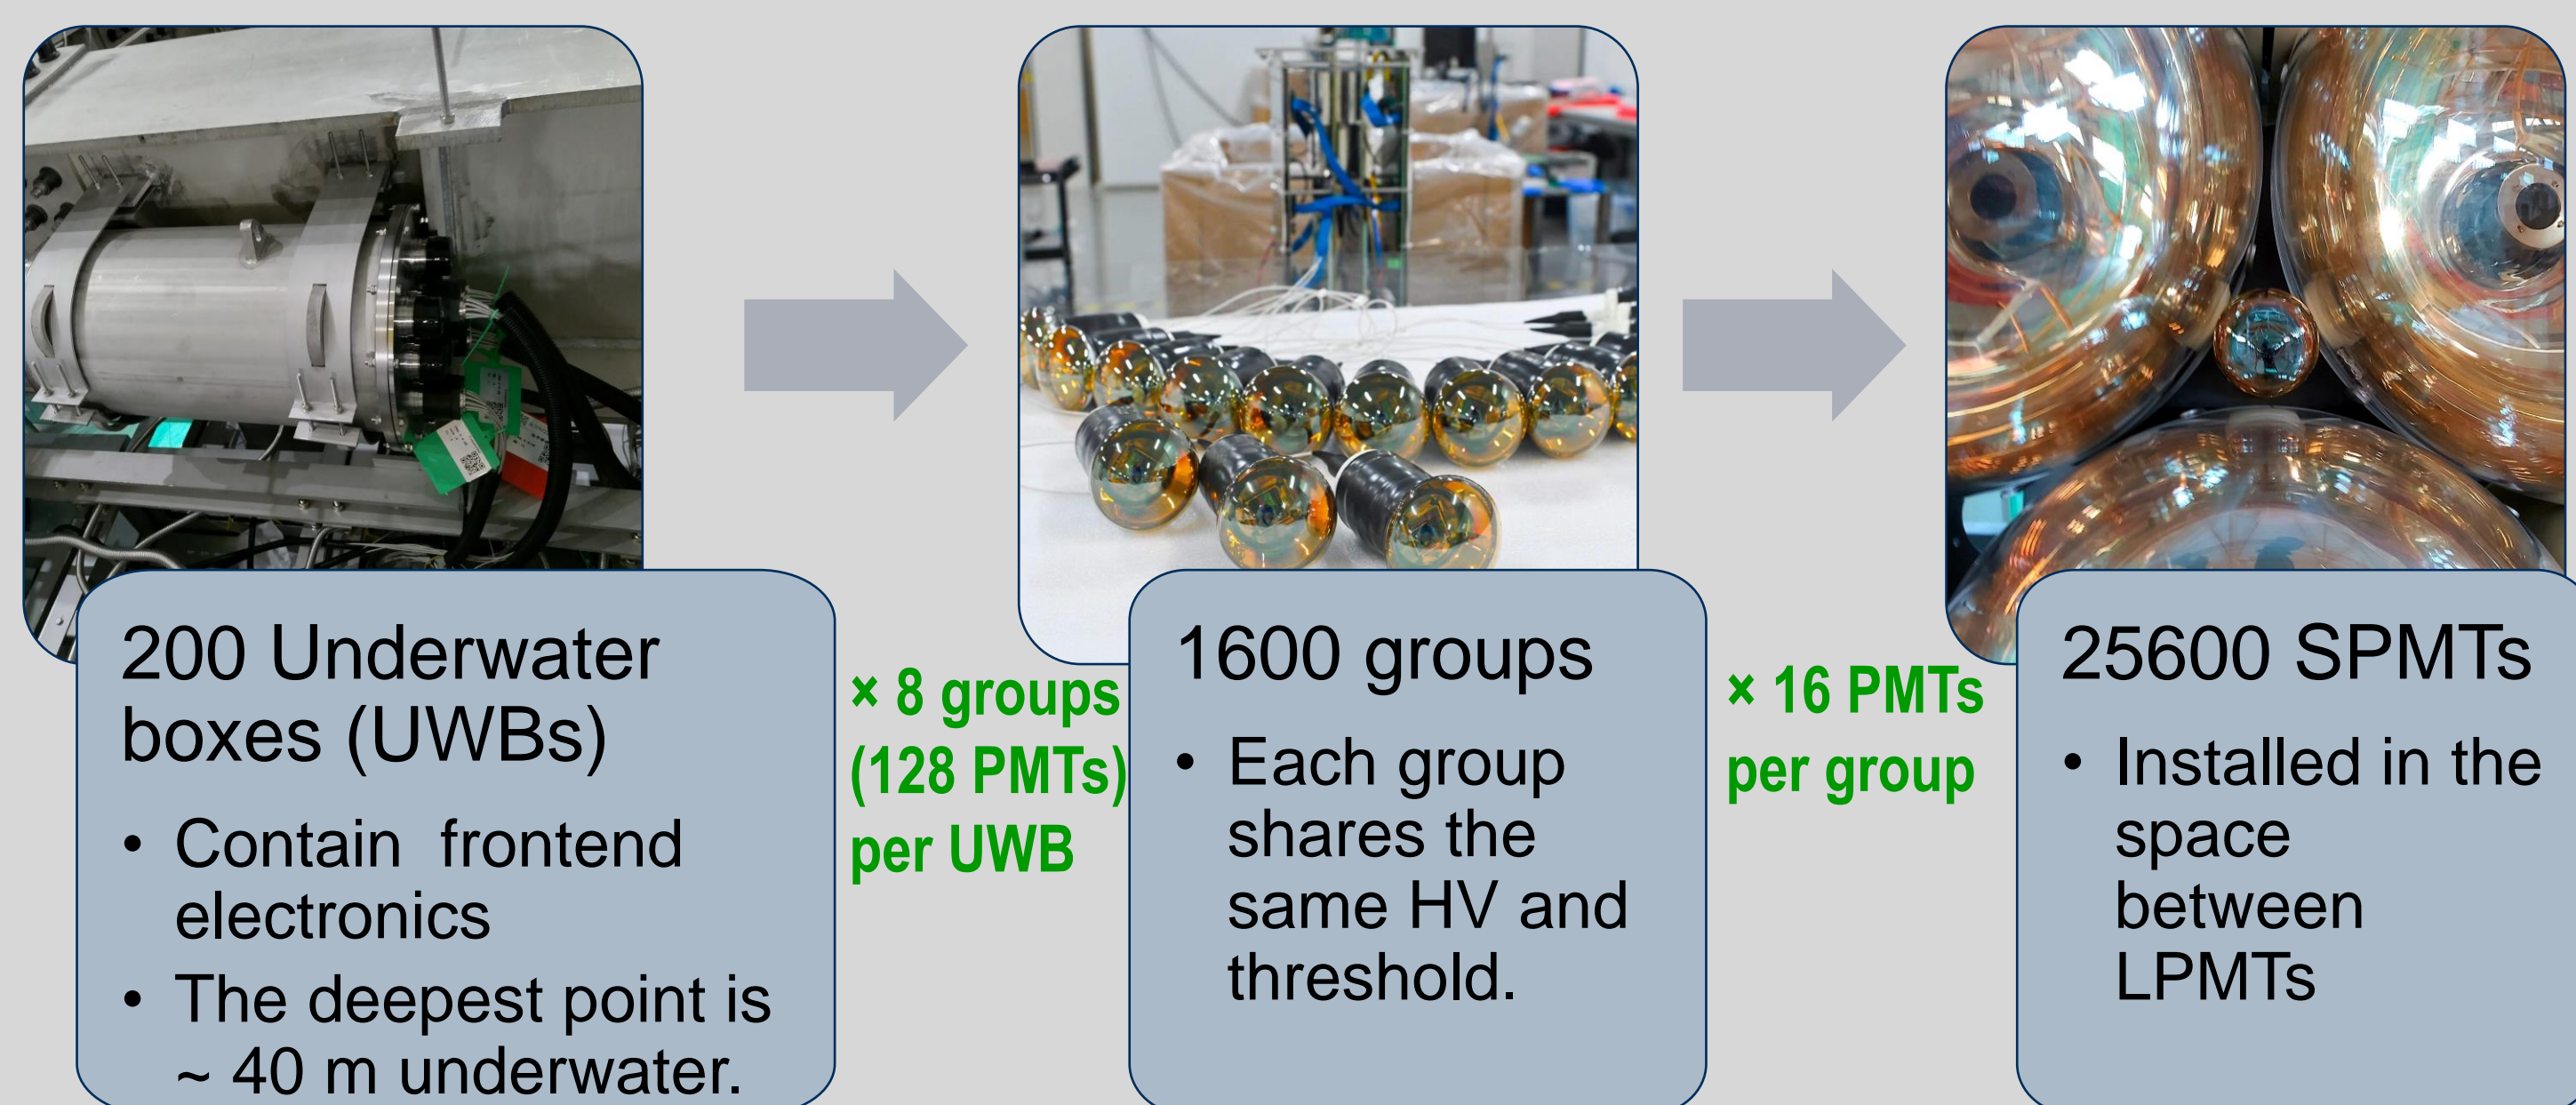 200 Underwater
boxes (UWBs)
• Contain frontend
electronics
• The deepest point is
~ 40 m underwater.
× 8 groups
(128 PMTs)
per UWB
1600 groups
• Each group
shares the
same HV and
threshold.
× 16 PMTs
per group
25600 SPMTs
• Installed in the
space
between
LPMTs